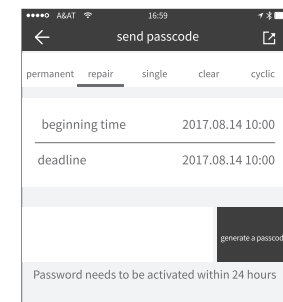 A&AT 16:59
send passcode
permanent repair single clear cyclic
beginning time 2017.08.14 10:00
deadline 2017.08.14 10:00
generate a passcod
Password needs to be activated within 24 hours